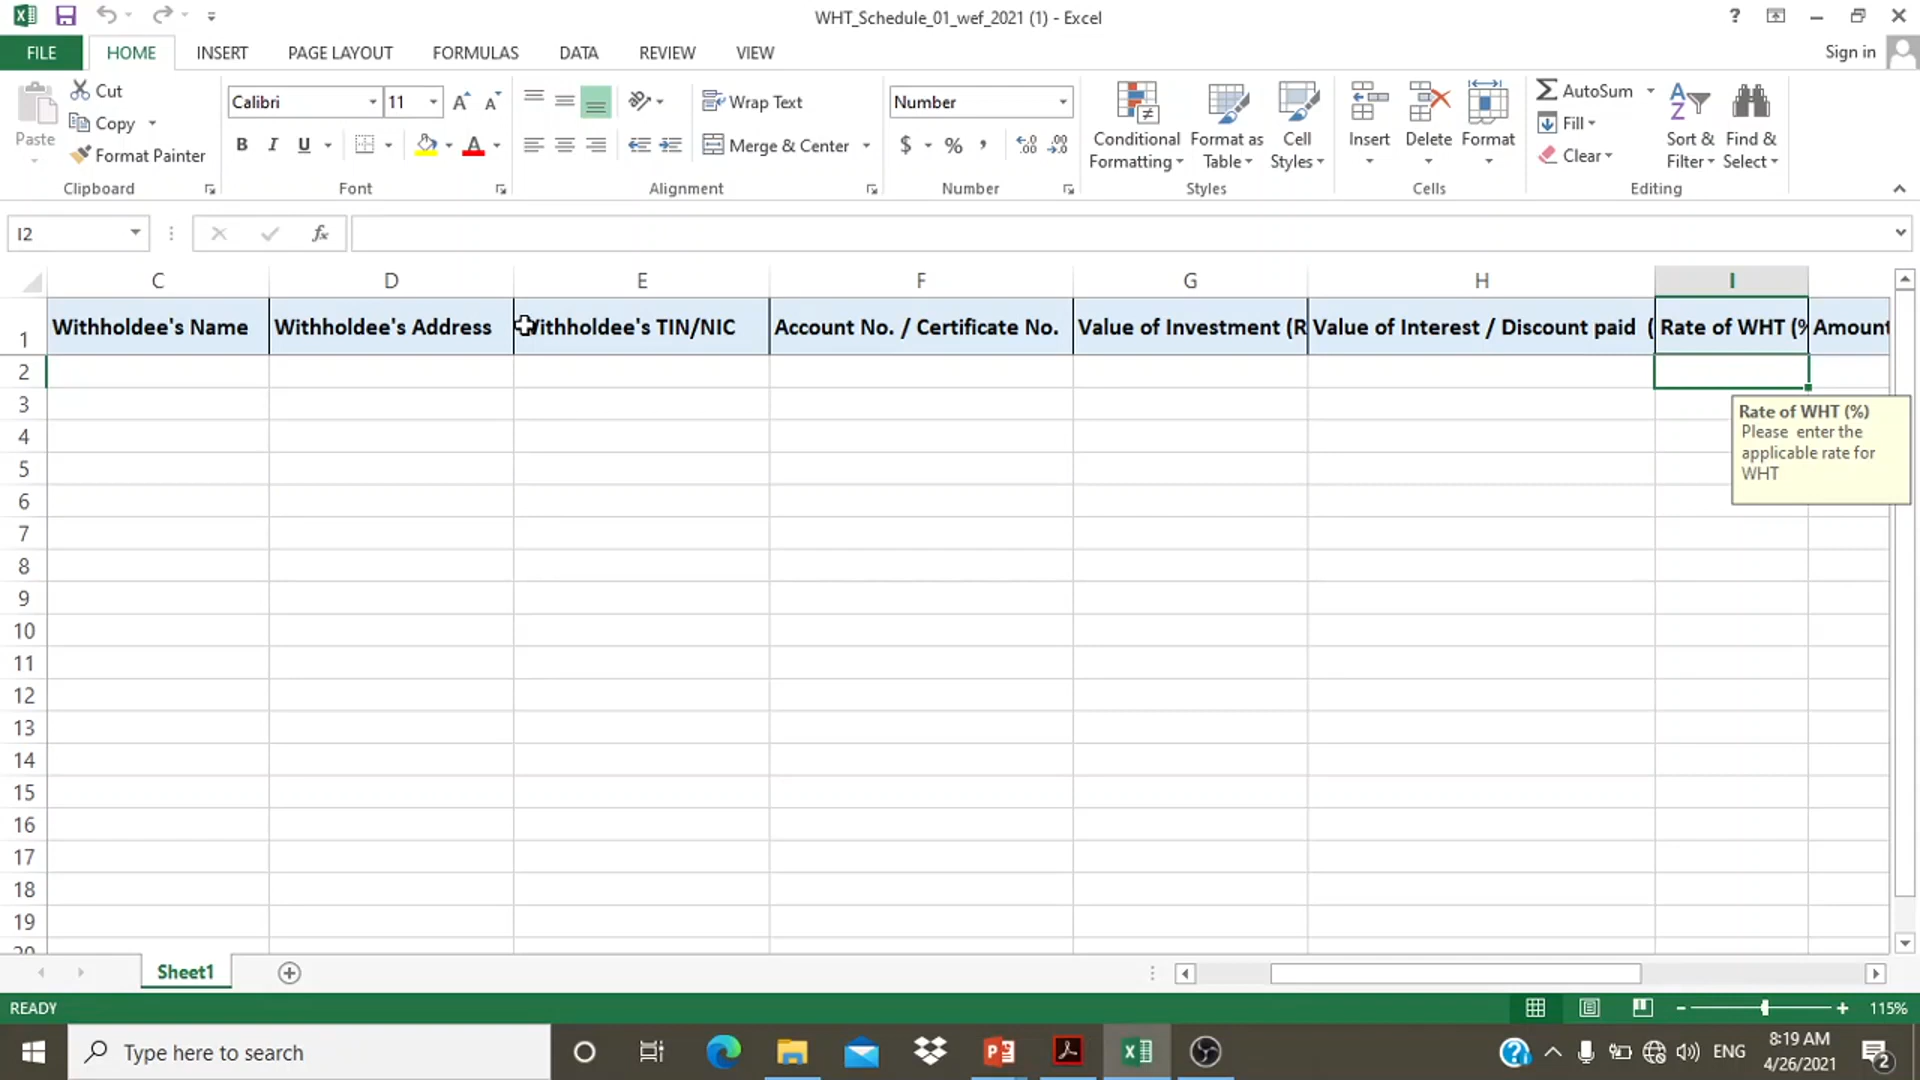 WHT_Schedule_01_wef_2021 (1) - Excel
?
FILE HOME INSERT PAGE LAYOUT FORMULAS DATA REVIEW VIEW Sign in
Paste
Cut
Copy
Format Painter
Clipboard
Calibri 11
B I U
Font
Wrap Text
Merge & Center
Alignment
Number
$ % ,
Number
Conditional Formatting
Format as Table
Cell Styles
Styles
Insert Delete Format
Cells
AutoSum
Fill
Clear
Sort & Filter
Find & Select
Editing
I2
fx
C D E F G H I
1 Withholdee's Name Withholdee's Address Withholdee's TIN/NIC Account No. / Certificate No. Value of Investment (R Value of Interest / Discount paid ( Rate of WHT (% Amount
2
3
4
5
6
7
8
9
10
11
12
13
14
15
16
17
18
19
20
Rate of WHT (%)
Please enter the
applicable rate for
WHT
Sheet1
READY 115%
Type here to search
ENG
8:19 AM
4/26/2021
2